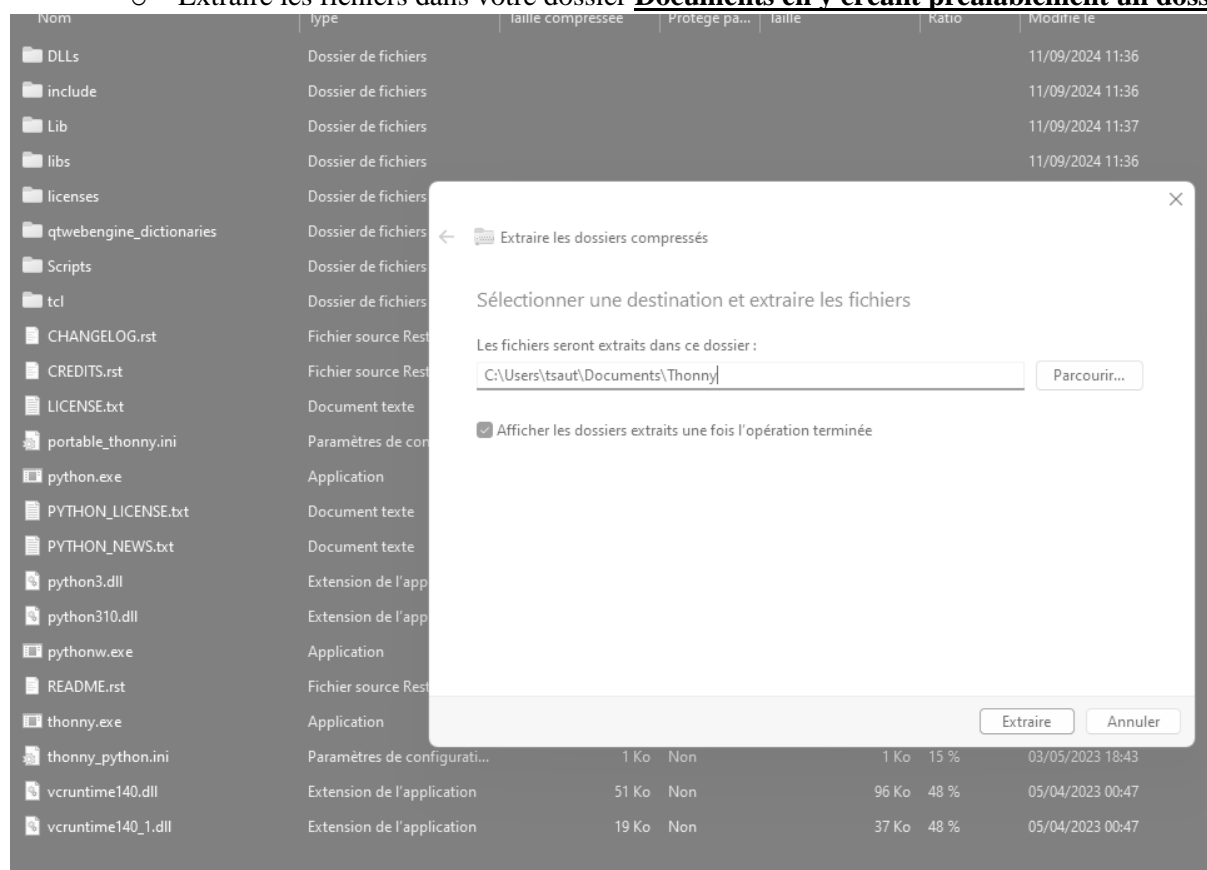 o Extraire les fichiers dans votre dossier Documents en y créant préalablement un doss
Nom Type Taille compressée Protégé pa... Taille Ratio Modifié le
DLLs Dossier de fichiers 11/09/2024 11:36
include Dossier de fichiers 11/09/2024 11:36
Lib Dossier de fichiers 11/09/2024 11:37
libs Dossier de fichiers 11/09/2024 11:36
licenses Dossier de fichiers
qtwebengine_dictionaries Dossier de fichiers
Scripts Dossier de fichiers
tcl Dossier de fichiers
CHANGELOG.rst Fichier source Rest
CREDITS.rst Fichier source Rest
LICENSE.txt Document texte
portable_thonny.ini Paramètres de con
python.exe Application
PYTHON_LICENSE.txt Document texte
PYTHON_NEWS.txt Document texte
python3.dll Extension de l'app
python310.dll Extension de l'app
pythonw.exe Application
README.rst Fichier source Rest
thonny.exe Application
Extraire les dossiers compressés
Sélectionner une destination et extraire les fichiers
Les fichiers seront extraits dans ce dossier :
C:\Users\tsaut\Documents\Thonny Parcourir...
Afficher les dossiers extraits une fois l'opération terminée
Extraire Annuler
thonny_python.ini Paramètres de configurati... 1 Ko Non 1 Ko 15 % 03/05/2023 18:43
vcruntime140.dll Extension de l'application 51 Ko Non 96 Ko 48 % 05/04/2023 00:47
vcruntime140_1.dll Extension de l'application 19 Ko Non 37 Ko 48 % 05/04/2023 00:47